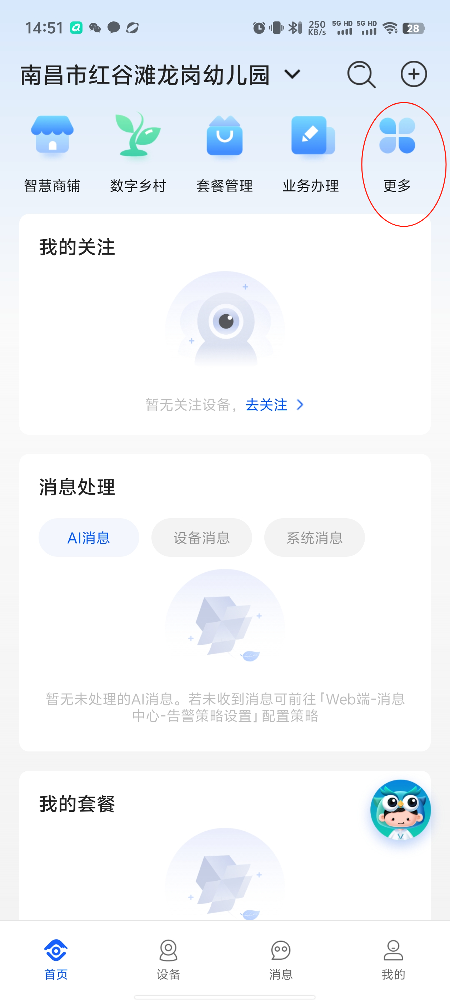 14:51
250
KB/s
5G HD
5G HD
28
南昌市红谷滩龙岗幼儿园
智慧商铺
数字乡村
套餐管理
业务办理
更多
我的关注
暂无关注设备，去关注
消息处理
AI消息
设备消息
系统消息
暂无未处理的AI消息。若未收到消息可前往「Web端-消息
中心-告警策略设置」配置策略
我的套餐
首页
设备
消息
我的